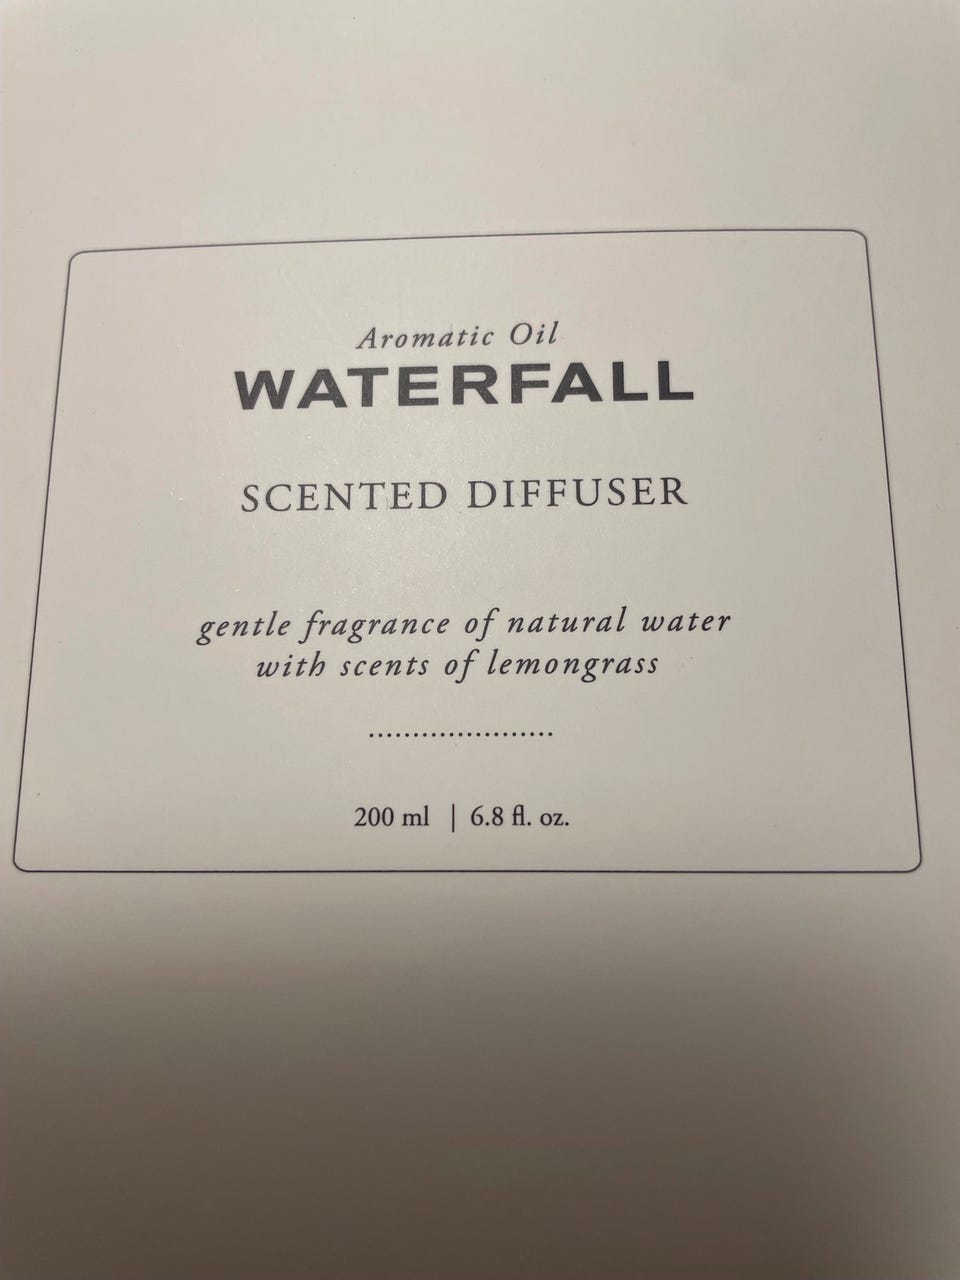 Aromatic Oil
WATERFALL
SCENTED DIFFUSER
gentle fragrance of natural water
with scents of lemongrass
.....................
200 ml | 6.8 fl. oz.